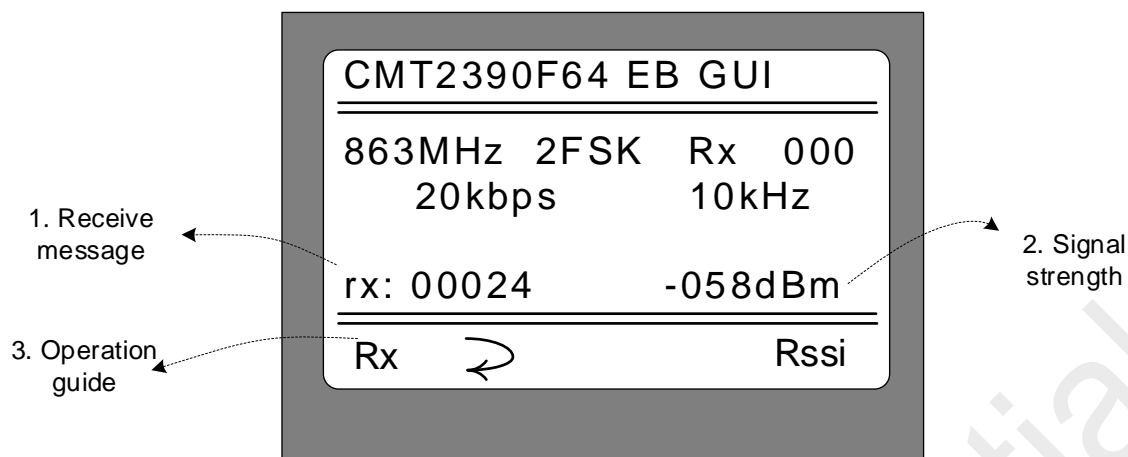 CMT2390F64 EB GUI
863MHz 2FSK Rx 000
20kbps 10kHz
1. Receive
message
2. Signal
strength
rx: 00024 -058dBm
3. Operation
guide
Rx Rssi
tial